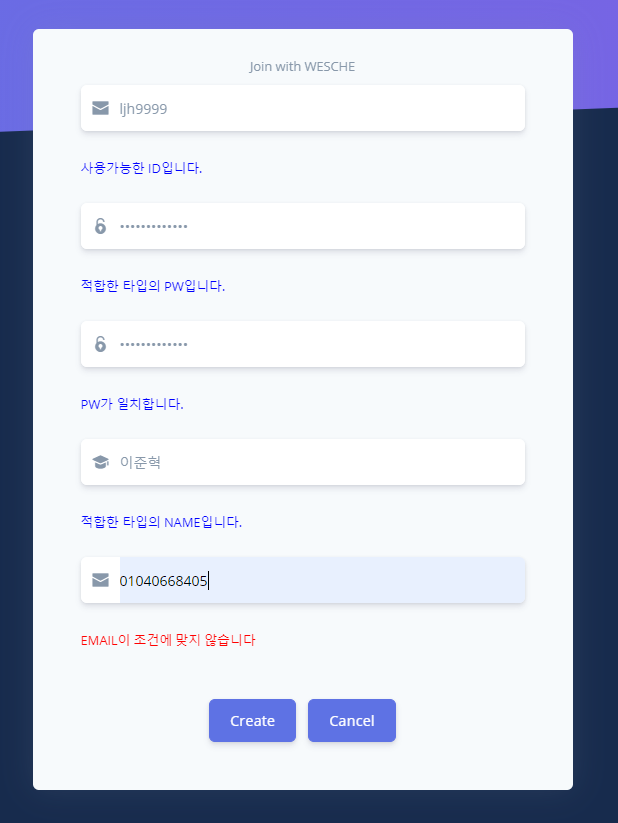 Join with WESCHE
ljh9999
사용가능한 ID입니다.
•••••••••••••
적합한 타입의 PW입니다.
•••••••••••••
PW가 일치합니다.
이준혁
적합한 타입의 NAME입니다.
01040668405
EMAIL이 조건에 맞지 않습니다
Create Cancel